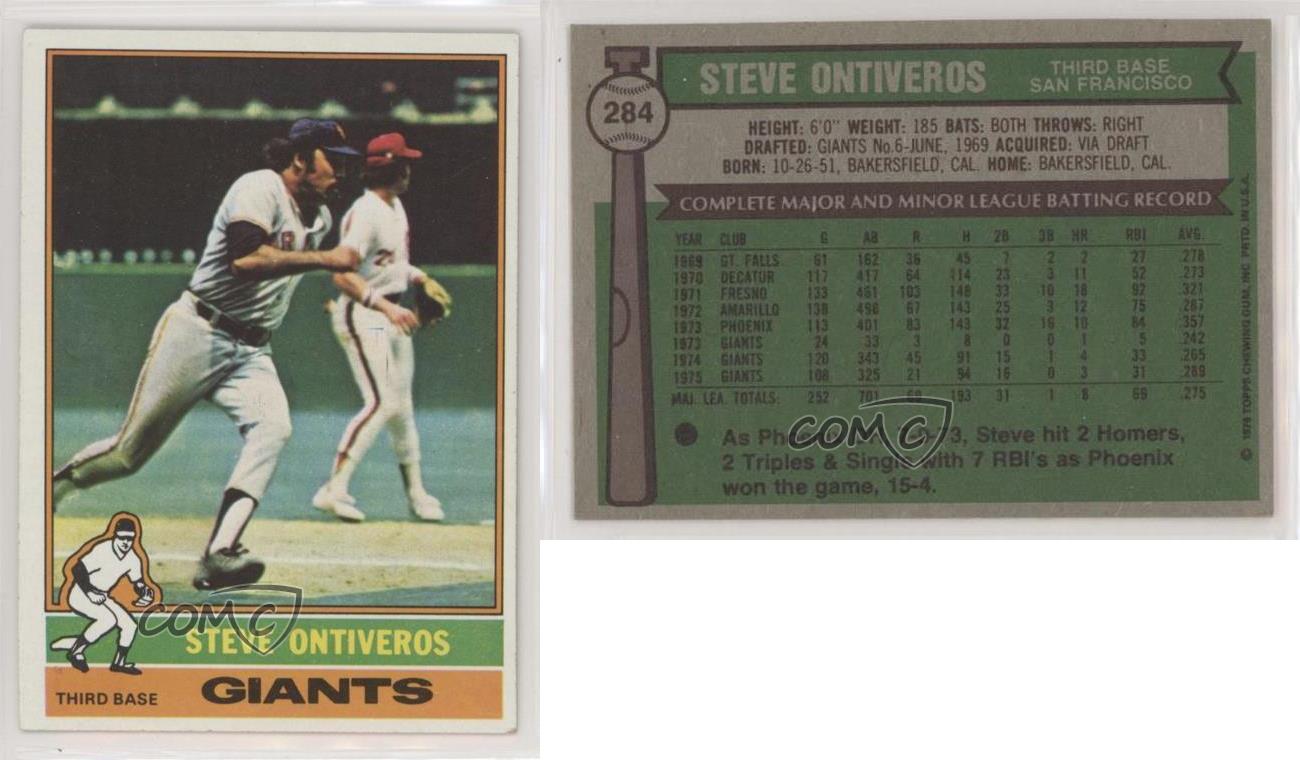 COMC
STEVE ONTIVEROS
THIRD BASE
GIANTS
284
STEVE ONTIVEROS
THIRD BASE
SAN FRANCISCO
HEIGHT: 6'0" WEIGHT: 185 BATS: BOTH THROWS: RIGHT
DRAFTED: GIANTS No.6-JUNE, 1969 ACQUIRED: VIA DRAFT
BORN: 10-26-51, BAKERSFIELD, CAL. HOME: BAKERSFIELD, CAL.
COMPLETE MAJOR AND MINOR LEAGUE BATTING RECORD
YEAR CLUB G AB R H 2B 3B HR RBI AVG.
1969 GT. FALLS 61 162 36 45 7 2 2 27 .278
1970 DECATUR 117 417 64 114 23 3 11 52 .273
1971 FRESNO 133 461 103 148 33 10 18 92 .321
1972 AMARILLO 138 498 67 143 25 3 12 75 .287
1973 PHOENIX 113 401 83 143 32 16 10 84 .357
1973 GIANTS 24 33 3 8 0 0 1 5 .242
1974 GIANTS 120 343 45 91 15 1 4 33 .265
1975 GIANTS 108 325 21 94 16 0 3 31 .289
MAJ. LEA. TOTALS: 252 701 69 193 31 1 8 69 .275
COMC
As 3, Steve hit 2 Homers,
2 Triples & Single with 7 RBI's as Phoenix
won the game, 15-4.
© 1976 TOPPS CHEWING GUM, INC. PRTD. IN U.S.A.